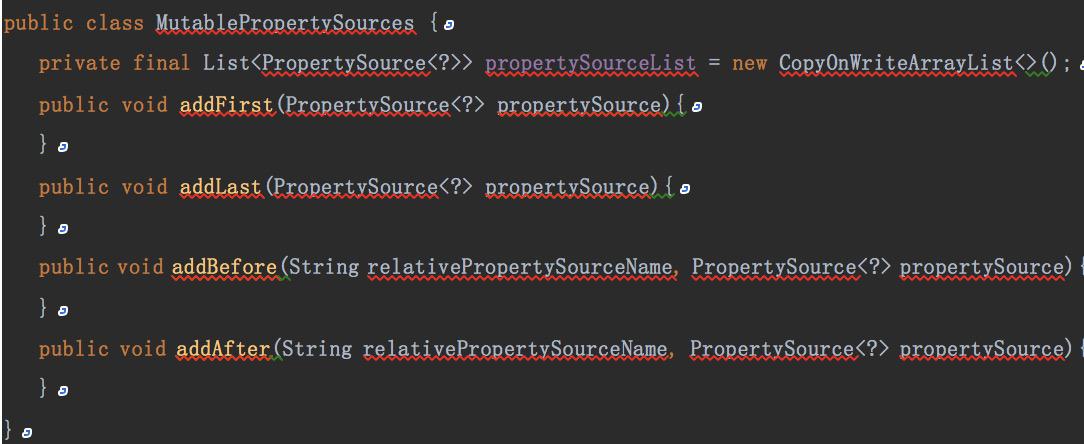 public class MutablePropertySources {
private final List<PropertySource<?>> propertySourceList = new CopyOnWriteArrayList<>();
public void addFirst(PropertySource<?> propertySource){
}
public void addLast(PropertySource<?> propertySource){
}
public void addBefore(String relativePropertySourceName, PropertySource<?> propertySource){
}
public void addAfter(String relativePropertySourceName, PropertySource<?> propertySource){
}
}